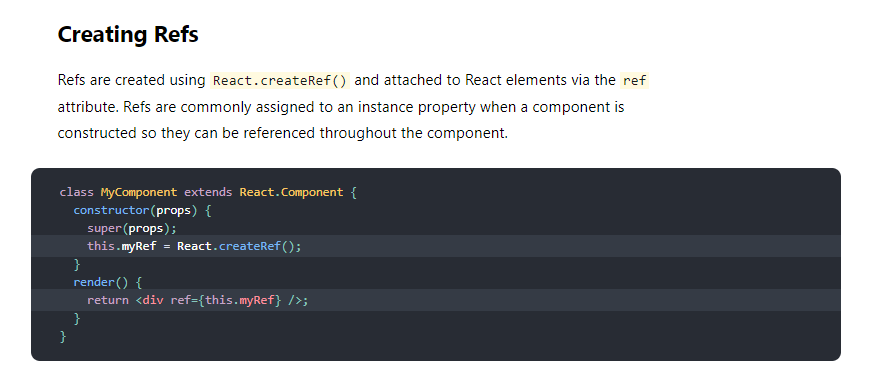 Creating Refs
Refs are created using React.createRef() and attached to React elements via the ref
attribute. Refs are commonly assigned to an instance property when a component is
constructed so they can be referenced throughout the component.
class MyComponent extends React.Component {
  constructor(props) {
    super(props);
    this.myRef = React.createRef();
  }
  render() {
    return <div ref={this.myRef} />;
  }
}